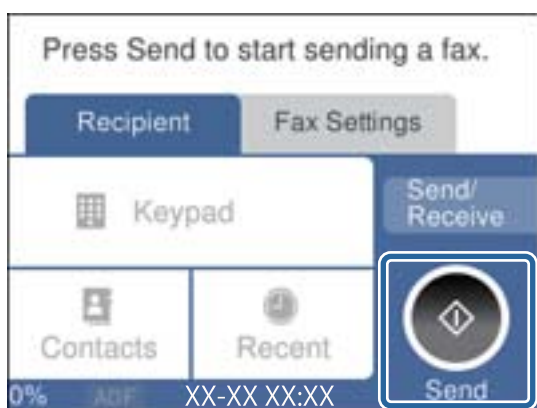 Press Send to start sending a fax.
Recipient
Fax Settings
Keypad
Send/
Receive
Contacts
Recent
Send
0%
ADF
XX-XX XX:XX